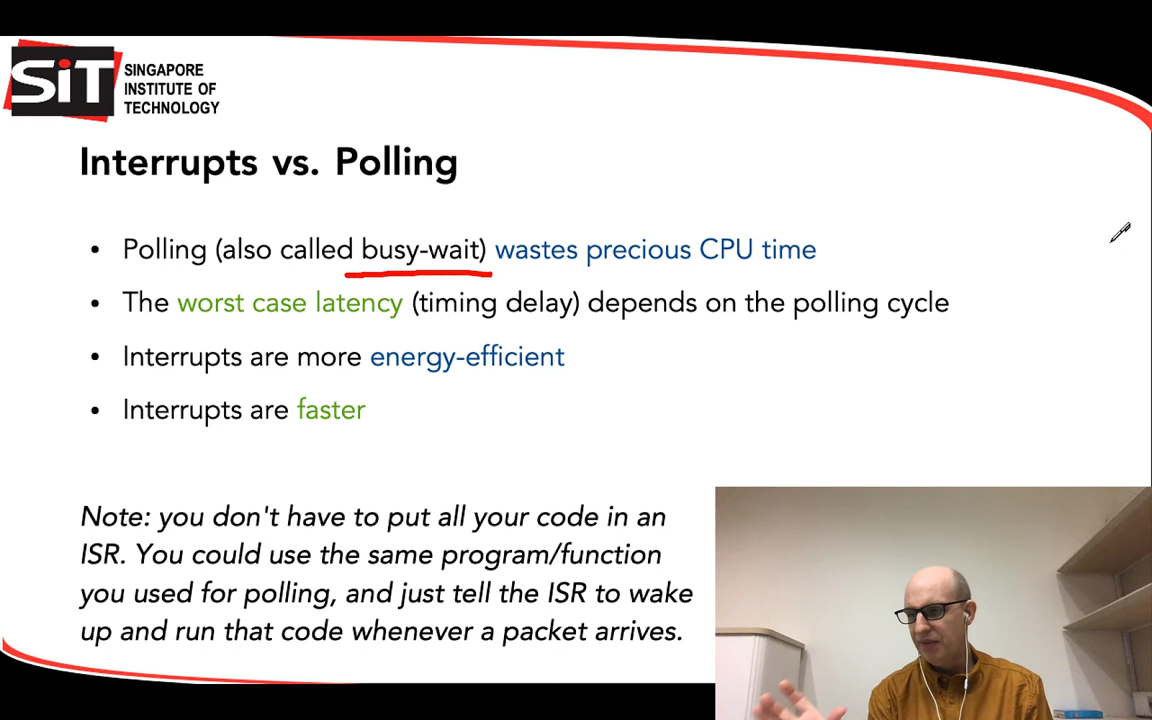 SiT
SINGAPORE
INSTITUTE OF
TECHNOLOGY
Interrupts vs. Polling
• Polling (also called busy-wait) wastes precious CPU time
• The worst case latency (timing delay) depends on the polling cycle
• Interrupts are more energy-efficient
• Interrupts are faster
Note: you don't have to put all your code in an
ISR. You could use the same program/function
you used for polling, and just tell the ISR to wake
up and run that code whenever a packet arrives.